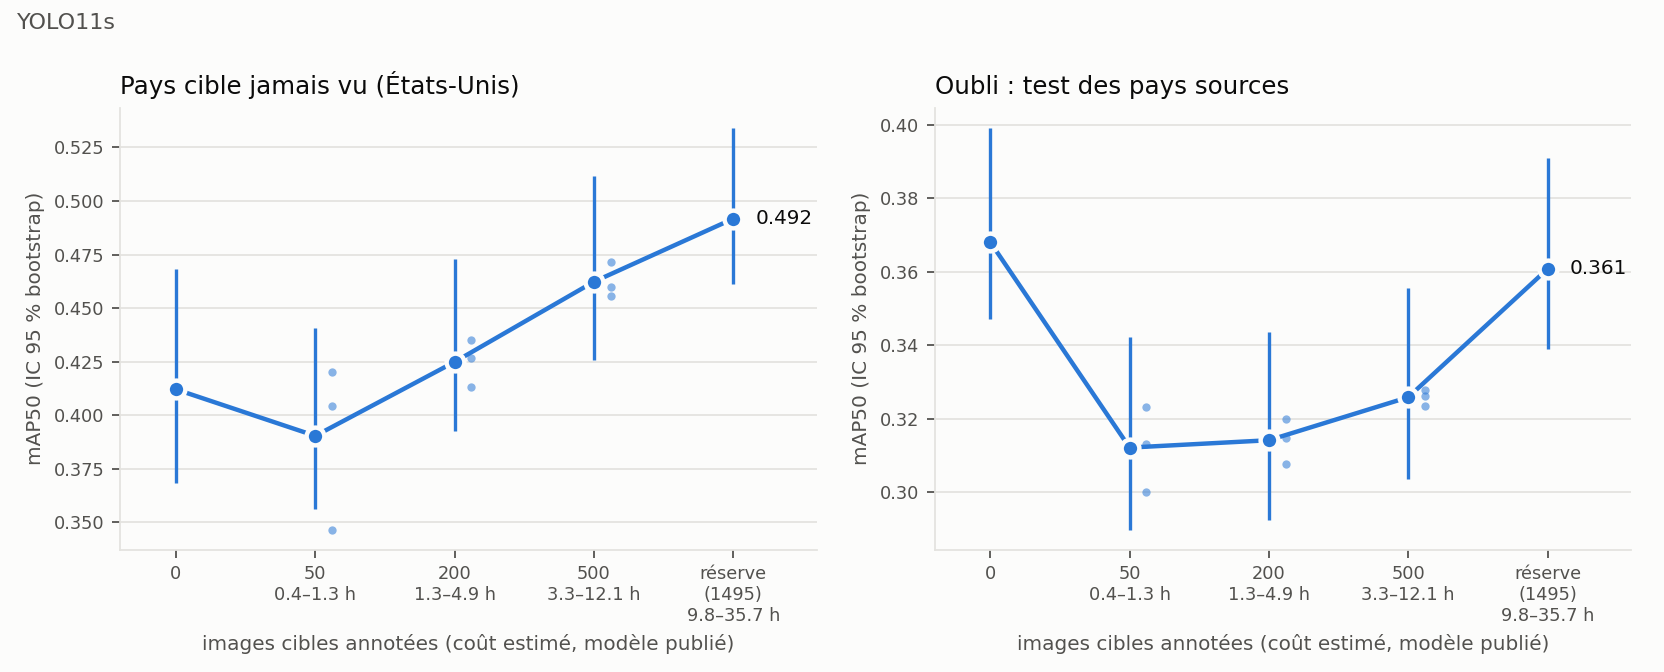 YOLO11s
Pays cible jamais vu (États-Unis)
mAP50 (IC 95 % bootstrap)
0.525
0.500
0.475
0.450
0.425
0.400
0.375
0.350
0.492
0
50
200
500
réserve
0.4–1.3 h
1.3–4.9 h
3.3–12.1 h
(1495)
9.8–35.7 h
images cibles annotées (coût estimé, modèle publié)
Oubli : test des pays sources
mAP50 (IC 95 % bootstrap)
0.40
0.38
0.36
0.34
0.32
0.30
0.361
0
50
200
500
réserve
0.4–1.3 h
1.3–4.9 h
3.3–12.1 h
(1495)
9.8–35.7 h
images cibles annotées (coût estimé, modèle publié)